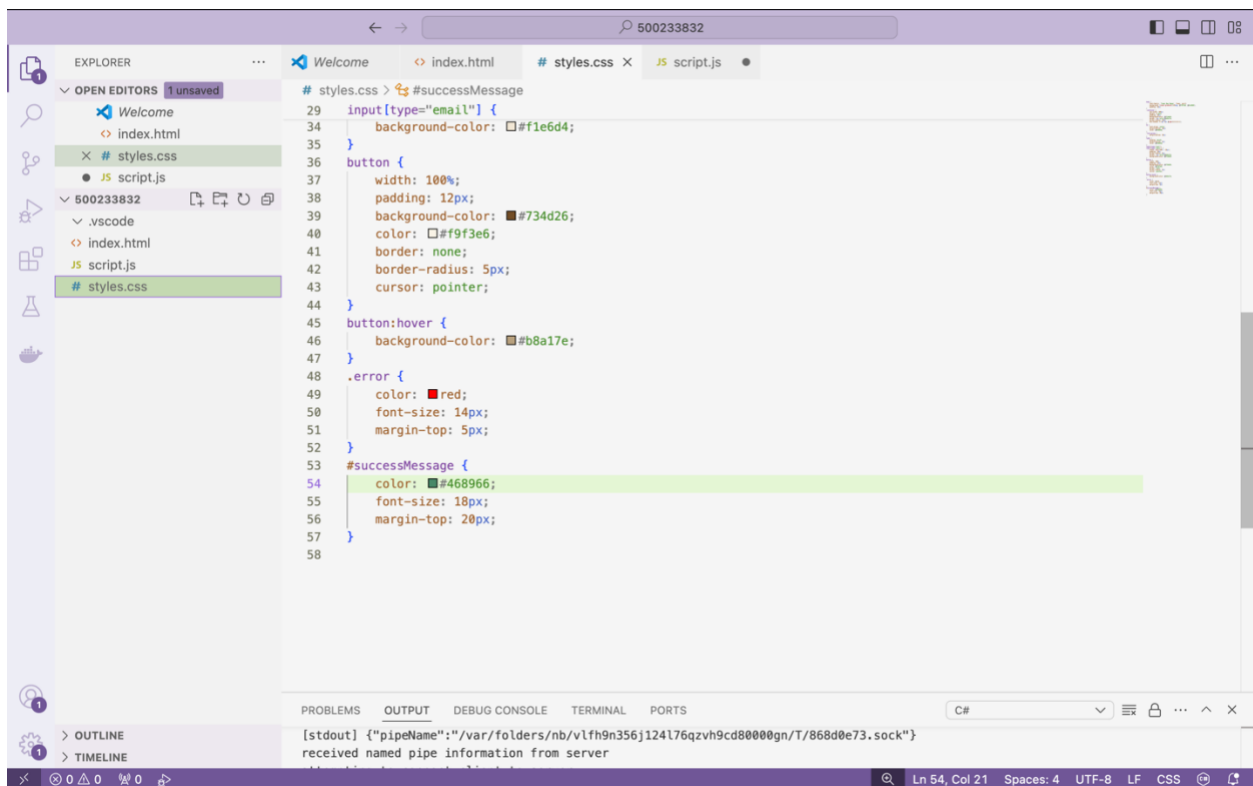 500233832
EXPLORER
Welcome
index.html
# styles.css
JS script.js
OPEN EDITORS 1 unsaved
Welcome
index.html
# styles.css
JS script.js
500233832
.vscode
index.html
JS script.js
# styles.css
# styles.css > #successMessage
29 input[type="email"] {
34 background-color: #f1e6d4;
35 }
36 button {
37 width: 100%;
38 padding: 12px;
39 background-color: #734d26;
40 color: #f9f3e6;
41 border: none;
42 border-radius: 5px;
43 cursor: pointer;
44 }
45 button:hover {
46 background-color: #b8a17e;
47 }
48 .error {
49 color: red;
50 font-size: 14px;
51 margin-top: 5px;
52 }
53 #successMessage {
54 color: #468966;
55 font-size: 18px;
56 margin-top: 20px;
57 }
58
PROBLEMS OUTPUT DEBUG CONSOLE TERMINAL PORTS C#
[stdout] {"pipeName":"/var/folders/nb/vlfh9n356j124l76qzvh9cd80000gn/T/868d0e73.sock"}
received named pipe information from server
OUTLINE
TIMELINE
1
1
1
0 0 0 Ln 54, Col 21 Spaces: 4 UTF-8 LF CSS